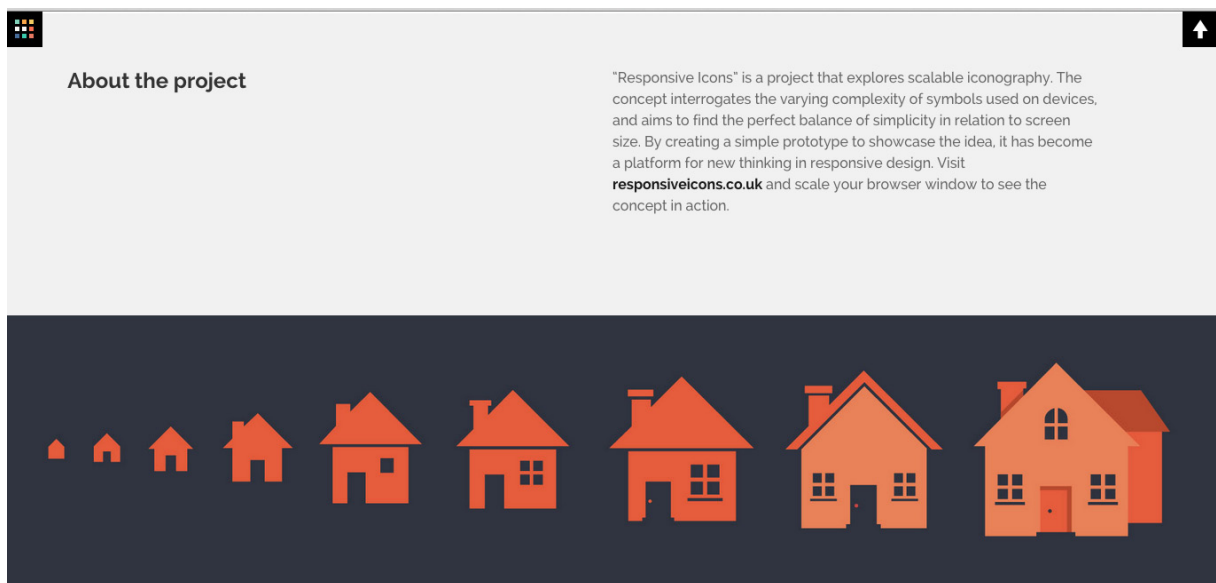 About the project
“Responsive Icons” is a project that explores scalable iconography. The
concept interrogates the varying complexity of symbols used on devices,
and aims to find the perfect balance of simplicity in relation to screen
size. By creating a simple prototype to showcase the idea, it has become
a platform for new thinking in responsive design. Visit
responsiveicons.co.uk and scale your browser window to see the
concept in action.